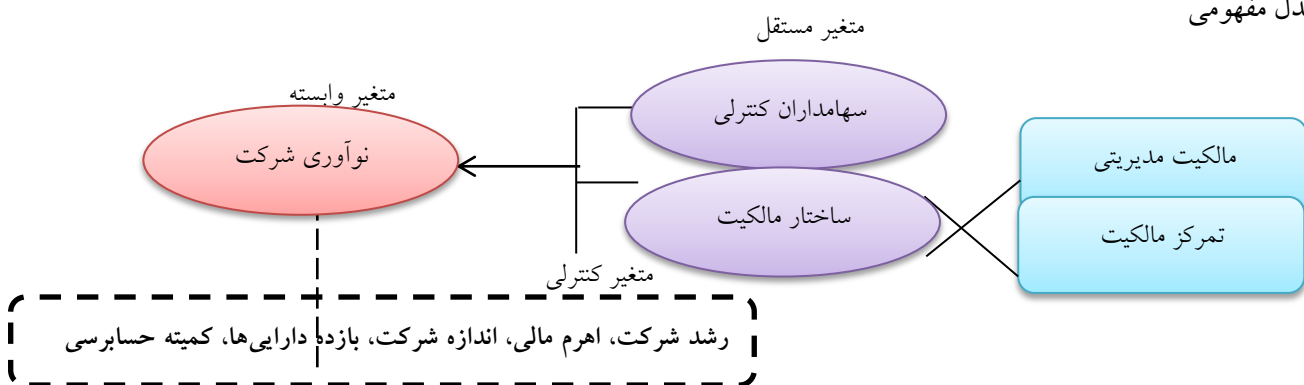 دل مفهومی
متغیر مستقل
متغیر وابسته
سهامداران کنترلی
نوآوری شرکت
مالکیت مدیریتی
ساختار مالکیت
تمرکز مالکیت
متغیر کنترلی
رشد شرکت، اهرم مالی، اندازه شرکت، بازده دارایی‌ها، کمیته حسابرسی